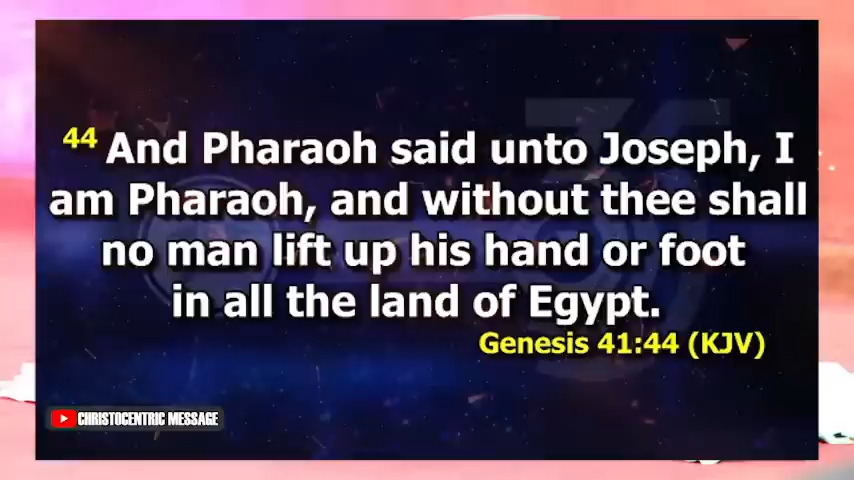 44 And Pharaoh said unto Joseph, I
am Pharaoh, and without thee shall
no man lift up his hand or foot
in all the land of Egypt.
Genesis 41:44 (KJV)
CHRISTOCENTRIC MESSAGE